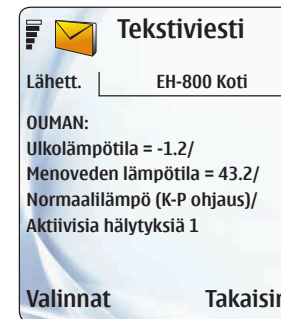 Tekstiviesti
Lähett. EH-800 Koti
OUMAN:
Ulkolämpötila = -1.2/
Menoveden lämpötila = 43.2/
Normaalilämpö (K-P ohjaus)/
Aktiivisia hälytyksiä 1
Valinnat Takaisin